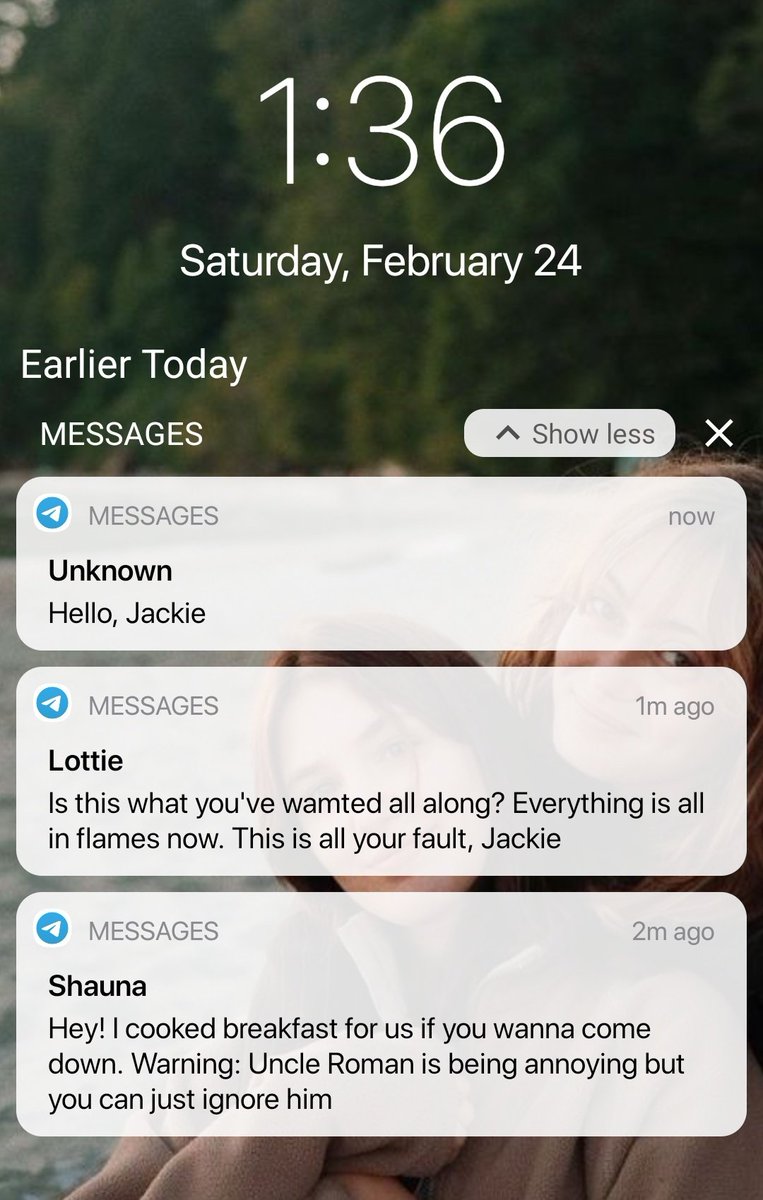 1:36
Saturday, February 24
Earlier Today
MESSAGES
Show less
MESSAGES
now
Unknown
Hello, Jackie
MESSAGES
1m ago
Lottie
Is this what you've wamted all along? Everything is all
in flames now. This is all your fault, Jackie
MESSAGES
2m ago
Shauna
Hey! I cooked breakfast for us if you wanna come
down. Warning: Uncle Roman is being annoying but
you can just ignore him